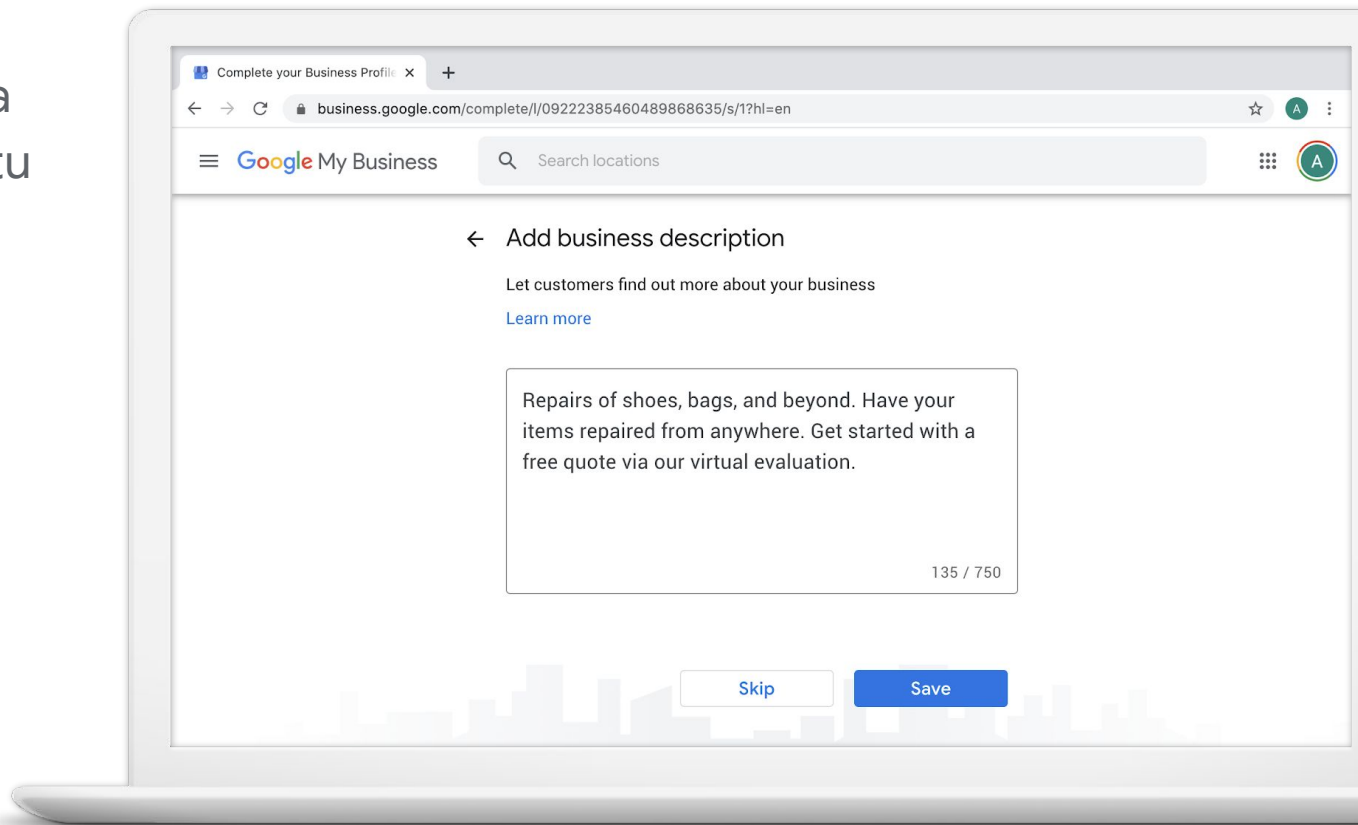 a
tu
Complete your Business Profile
business.google.com/complete/l/09222385460489868635/s/1?hl=en
A
Google My Business
Search locations
A
Add business description
Let customers find out more about your business
Learn more
Repairs of shoes, bags, and beyond. Have your
items repaired from anywhere. Get started with a
free quote via our virtual evaluation.
135 / 750
Skip
Save